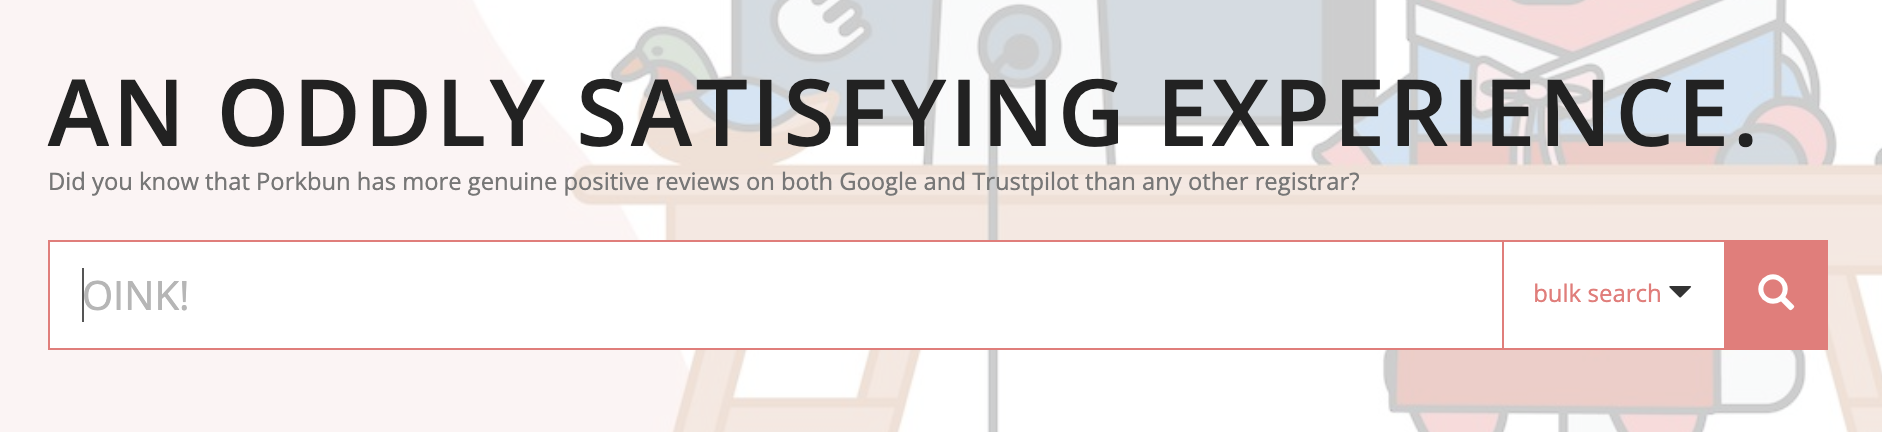 AN ODDLY SATISFYING EXPERIENCE.
Did you know that Porkbun has more genuine positive reviews on both Google and Trustpilot than any other registrar?
OINK!
bulk search